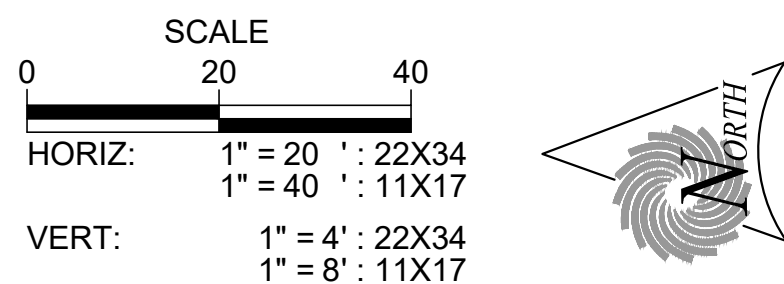 SCALE
0 20 40
HORIZ: 1" = 20 ' : 22X34
1" = 40 ' : 11X17
VERT: 1" = 4' : 22X34
1" = 8' : 11X17
NORTH